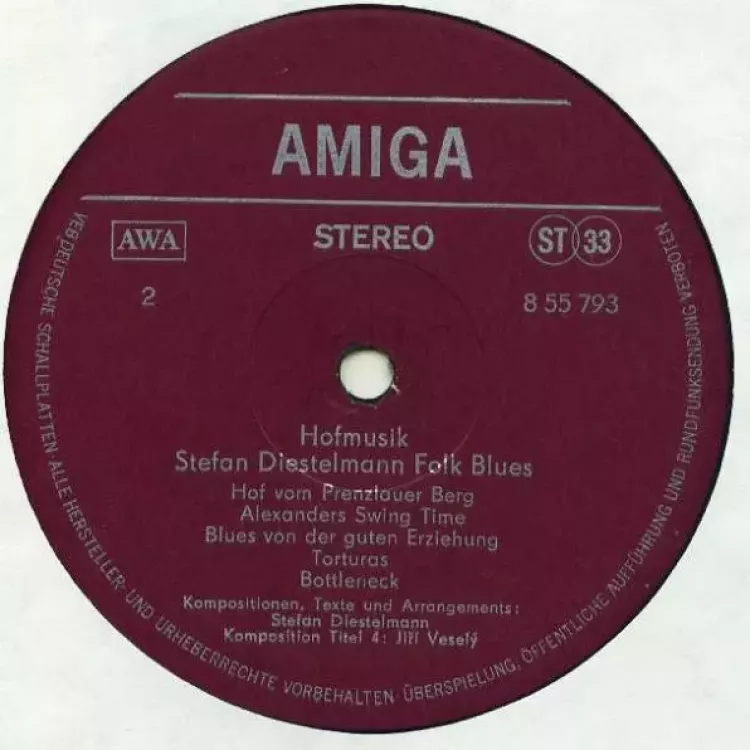 AMIGA
AWA
STEREO
ST 33
2
8 55 793
Hofmusik
Stefan Diestelmann Folk Blues
Hof vom Prenzlauer Berg
Alexanders Swing Time
Blues von der guten Erziehung
Torturas
Bottleneck
Kompositionen, Texte und Arrangements:
Stefan Diestelmann
Komposition Titel 4: Jiří Veselý
VEB DEUTSCHE SCHALLPLATTEN ALLE HERSTELLER- UND URHEBERRECHTE VORBEHALTEN ÜBERSPIELUNG, ÖFFENTLICHE AUFFÜHRUNG UND RUNDFUNKSENDUNG VERBOTEN